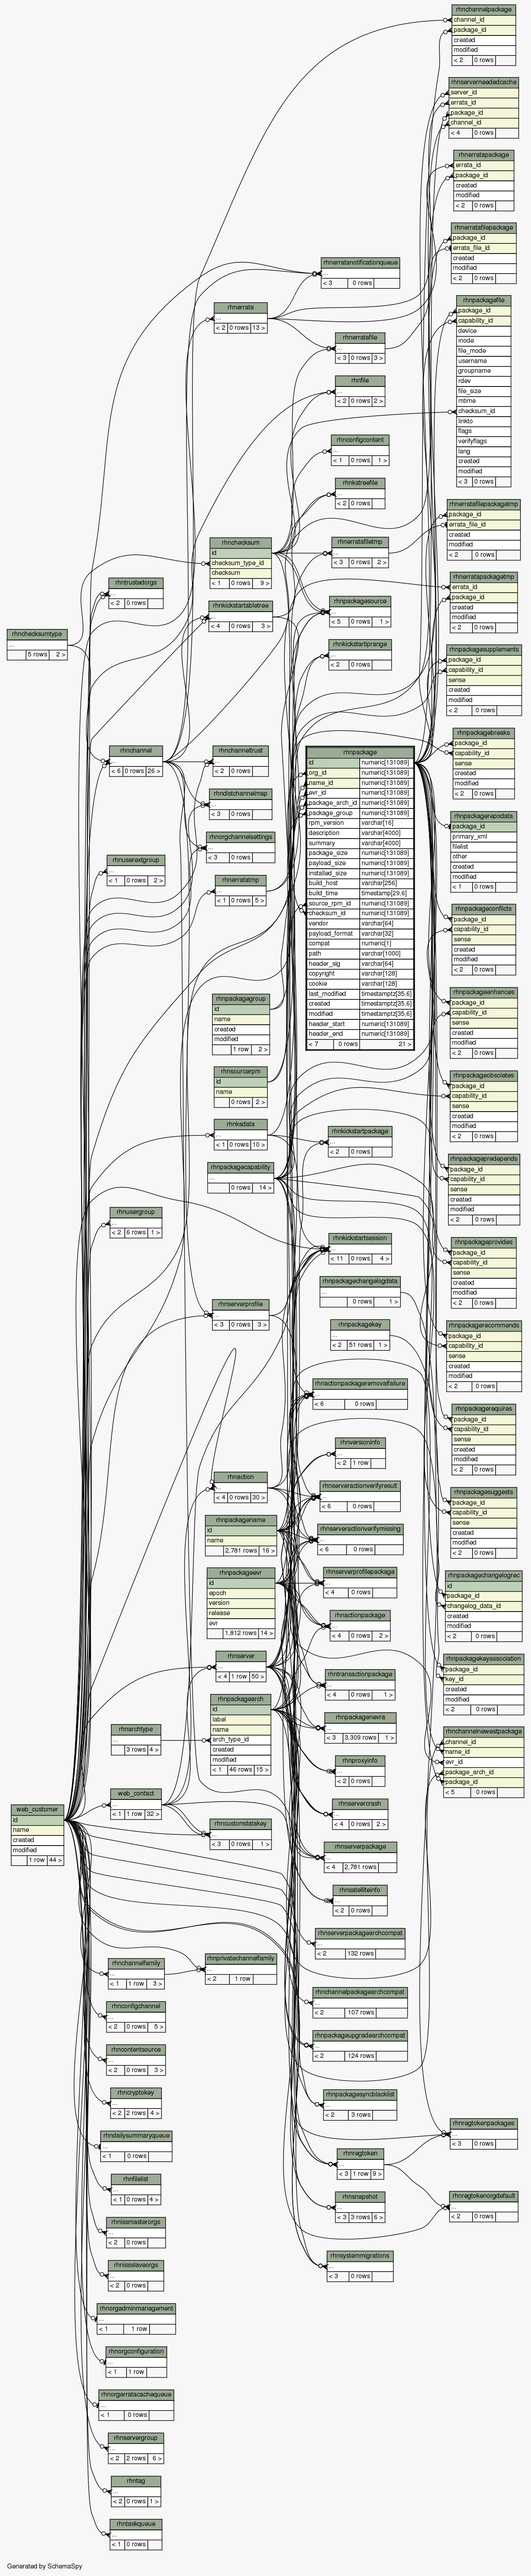 rhnchannelpackage
channel_id
package_id
created
modified
< 2 0 rows
rhnserverneededcache
server_id
errata_id
package_id
channel_id
< 4 0 rows
rhnerratapackage
errata_id
package_id
created
modified
< 2 0 rows
rhnerratafilepackage
package_id
errata_file_id
created
modified
< 2 0 rows
rhnerratanotificationqueue
...
< 3 0 rows
rhnpackagefile
package_id
capability_id
device
inode
file_mode
username
groupname
rdev
file_size
mtime
checksum_id
linkto
flags
verifyflags
lang
created
modified
< 3 0 rows
rhnerrata
...
< 2 0 rows 13 >
rhnerratafile
...
< 3 0 rows 3 >
rhnfile
...
< 2 0 rows 2 >
rhnconfigcontent
...
< 1 0 rows 1 >
rhnkstreefile
...
< 2 0 rows
rhnerratafilepackagetmp
package_id
errata_file_id
created
modified
< 2 0 rows
rhnchecksum
id
checksum_type_id
checksum
< 1 0 rows 9 >
rhnerratafiletmp
...
< 3 0 rows 2 >
rhnerratapackagetmp
errata_id
package_id
created
modified
< 2 0 rows
rhntrustedorgs
...
< 2 0 rows
rhnkickstartabletree
...
< 4 0 rows 3 >
rhnpackagesource
...
< 5 0 rows 1 >
rhnchecksumtype
...
5 rows 2 >
rhnkickstartiprange
...
< 2 0 rows
rhnpackagesupplements
package_id
capability_id
sense
created
modified
< 2 0 rows
rhnpackagebreaks
package_id
capability_id
sense
created
modified
< 2 0 rows
rhnchannel
...
< 6 0 rows 26 >
rhnchanneltrust
...
< 2 0 rows
rhndistchannelmap
...
< 3 0 rows
rhnorgchannelsettings
...
< 3 0 rows
rhnuserextgroup
...
< 1 0 rows 2 >
rhnerratatmp
...
< 1 0 rows 5 >
rhnpackage
id numeric[131089]
org_id numeric[131089]
name_id numeric[131089]
evr_id numeric[131089]
package_arch_id numeric[131089]
package_group numeric[131089]
rpm_version varchar[16]
description varchar[4000]
summary varchar[4000]
package_size numeric[131089]
payload_size numeric[131089]
installed_size numeric[131089]
build_host varchar[256]
build_time timestamp[29,6]
source_rpm_id numeric[131089]
checksum_id numeric[131089]
vendor varchar[64]
payload_format varchar[32]
compat numeric[1]
path varchar[1000]
header_sig varchar[64]
copyright varchar[128]
cookie varchar[128]
last_modified timestamptz[35,6]
created timestamptz[35,6]
modified timestamptz[35,6]
header_start numeric[131089]
header_end numeric[131089]
< 7 0 rows 21 >
rhnpackagerepodata
package_id
primary_xml
filelist
other
created
modified
< 1 0 rows
rhnpackageconflicts
package_id
capability_id
sense
created
modified
< 2 0 rows
rhnpackageenhances
package_id
capability_id
sense
created
modified
< 2 0 rows
rhnpackagegroup
id
name
created
modified
1 row 2 >
rhnsourcerpm
id
name
0 rows 2 >
rhnpackageobsoletes
package_id
capability_id
sense
created
modified
< 2 0 rows
rhnkadata
...
< 1 0 rows 10 >
rhnkickstartpackage
...
< 2 0 rows
rhnpackagecapability
...
0 rows 14 >
rhnpackagepredepends
package_id
capability_id
sense
created
modified
< 2 0 rows
rhnusergroup
...
< 2 6 rows 1 >
rhnkickstartsession
...
< 11 0 rows 4 >
rhnpackageprovides
package_id
capability_id
sense
created
modified
< 2 0 rows
rhnpackagechangelogdata
...
0 rows 1 >
rhnserverprofile
...
< 3 0 rows 3 >
rhnpackagekey
...
< 2 51 rows 1 >
rhnpackagerecommends
package_id
capability_id
sense
created
modified
< 2 0 rows
rhnactionpackageremovalfailure
...
< 6 0 rows
rhnpackagerequires
package_id
capability_id
sense
created
modified
< 2 0 rows
rhnversioninfo
...
< 2 1 row
rhnaction
...
< 4 0 rows 30 >
rhnserveractionverifyresult
...
< 6 0 rows
rhnpackagesuggests
package_id
capability_id
sense
created
modified
< 2 0 rows
rhnpackagename
id
name
2,781 rows 16 >
rhnserveractionverifymissing
...
< 6 0 rows
rhnpackageevr
id
epoch
version
release
evr
1,812 rows 14 >
rhnserverprofilepackage
...
< 4 0 rows
rhnpackagechangelogrec
id
package_id
changelog_data_id
created
modified
< 2 0 rows
rhnactionpackage
...
< 4 0 rows 2 >
rhnserver
...
< 4 1 row 50 >
rhnpackagekeyassociation
package_id
key_id
created
modified
< 2 0 rows
rhntransactionpackage
...
< 4 0 rows 1 >
rhnpackagearch
id
label
name
arch_type_id
created
modified
< 1 46 rows 15 >
rhnarchtype
...
3 rows 4 >
rhnpackagenevra
...
< 3 3,309 rows 1 >
rhnchannelnewestpackage
channel_id
name_id
evr_id
package_arch_id
package_id
< 5 0 rows
rhnproxyinfo
...
< 2 0 rows
web_customer
id
name
created
modified
1 row 44 >
web_contact
...
< 1 1 row 32 >
rhnservercrash
...
< 4 0 rows 2 >
rhncustomdatakey
...
< 3 0 rows 1 >
rhnserverpackage
...
< 4 2,781 rows
rhnsatelliteinfo
...
< 2 0 rows
rhnserverpackagearchcompat
...
< 2 132 rows
rhnchannelfamily
...
< 1 1 row 3 >
rhnprivatechannelfamily
...
< 2 1 row
rhnchannelpackagearchcompat
...
< 2 107 rows
rhnconfigchannel
...
< 2 0 rows 5 >
rhnpackageupgradearchcompat
...
< 2 124 rows
rhncontentsource
...
< 2 0 rows 3 >
rhncryptokey
...
< 2 2 rows 4 >
rhnpackagesyncblacklist
...
< 2 3 rows
rhndailysummaryqueue
...
< 1 0 rows
rhnregtoken
...
< 3 1 row 9 >
rhnregtokenpackages
...
< 3 0 rows
rhnfilelist
...
< 1 0 rows 4 >
rhnsnapshot
...
< 3 3 rows 6 >
rhnregtokenorgdefault
...
< 2 0 rows
rhnissmasterorgs
...
< 2 0 rows
rhnissslaveorgs
...
< 2 0 rows
rhnsystemmigrations
...
< 3 0 rows
rhnorgadminmanagement
...
< 1 1 row
rhnorgconfiguration
...
< 1 1 row
rhnorgerratacachequeue
...
< 1 0 rows
rhnservergroup
...
< 2 2 rows 6 >
rhntag
...
< 2 0 rows 1 >
rhntaskqueue
...
< 1 0 rows
Generated by SchemaSpy